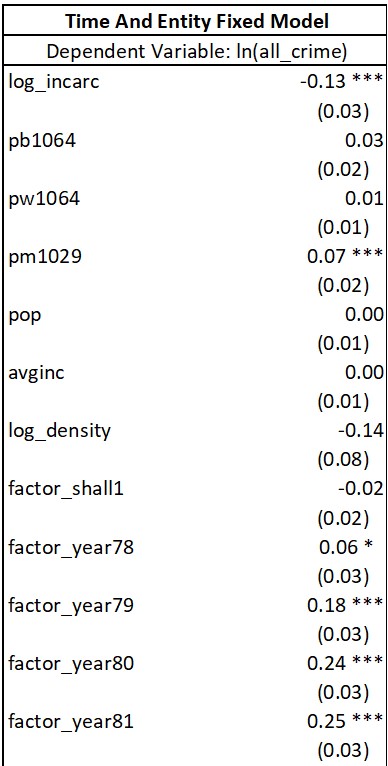 Time And Entity Fixed Model
Dependent Variable: ln(all_crime)
log_incarc -0.13 ***
(0.03)
pb1064 0.03
(0.02)
pw1064 0.01
(0.01)
pm1029 0.07 ***
(0.02)
pop 0.00
(0.01)
avginc 0.00
(0.01)
log_density -0.14
(0.08)
factor_shall1 -0.02
(0.02)
factor_year78 0.06 *
(0.03)
factor_year79 0.18 ***
(0.03)
factor_year80 0.24 ***
(0.03)
factor_year81 0.25 ***
(0.03)